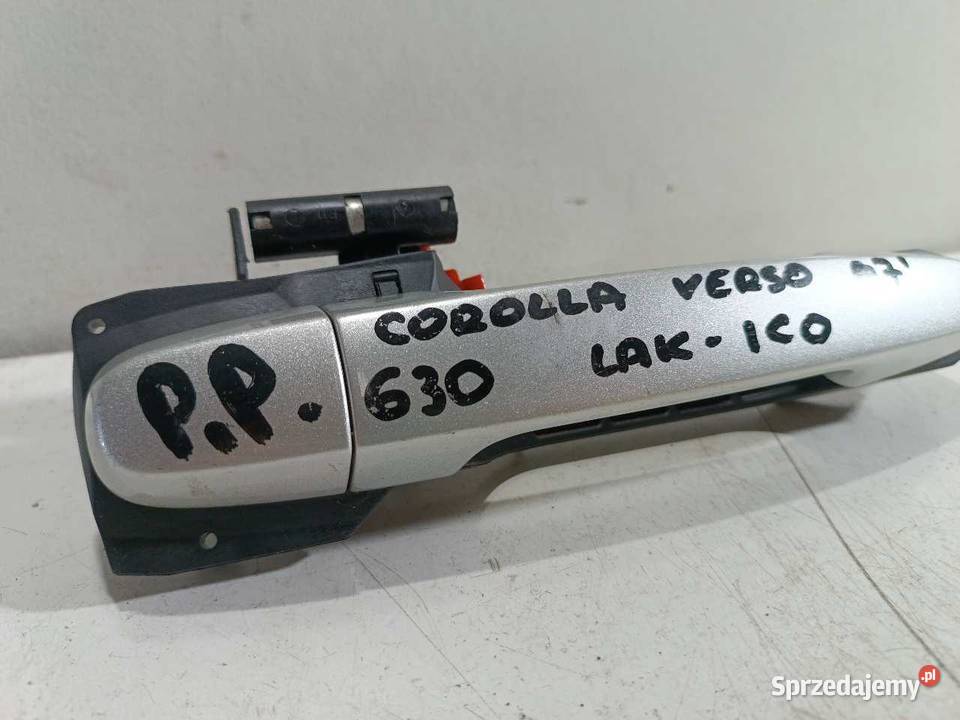 P.P.
COROLLA VERSO
630 LAK-1C0
Sprzedajemy.pl